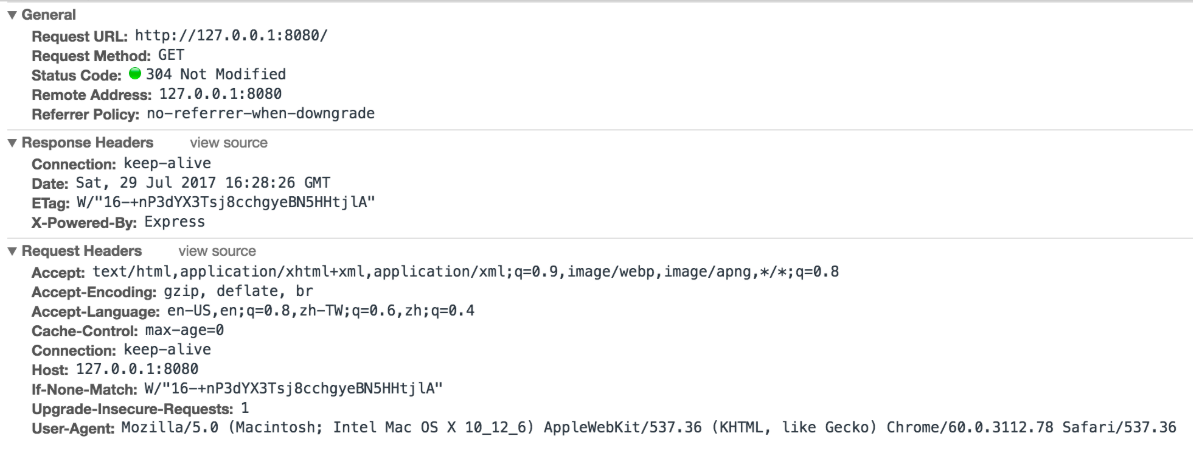 ▼ General
Request URL: http://127.0.0.1:8080/
Request Method: GET
Status Code: 304 Not Modified
Remote Address: 127.0.0.1:8080
Referrer Policy: no-referrer-when-downgrade
▼ Response Headers view source
Connection: keep-alive
Date: Sat, 29 Jul 2017 16:28:26 GMT
ETag: W/"16-+nP3dYX3Tsj8cchgyeBN5HHtjlA"
X-Powered-By: Express
▼ Request Headers view source
Accept: text/html,application/xhtml+xml,application/xml;q=0.9,image/webp,image/apng,*/*;q=0.8
Accept-Encoding: gzip, deflate, br
Accept-Language: en-US,en;q=0.8,zh-TW;q=0.6,zh;q=0.4
Cache-Control: max-age=0
Connection: keep-alive
Host: 127.0.0.1:8080
If-None-Match: W/"16-+nP3dYX3Tsj8cchgyeBN5HHtjlA"
Upgrade-Insecure-Requests: 1
User-Agent: Mozilla/5.0 (Macintosh; Intel Mac OS X 10_12_6) AppleWebKit/537.36 (KHTML, like Gecko) Chrome/60.0.3112.78 Safari/537.36